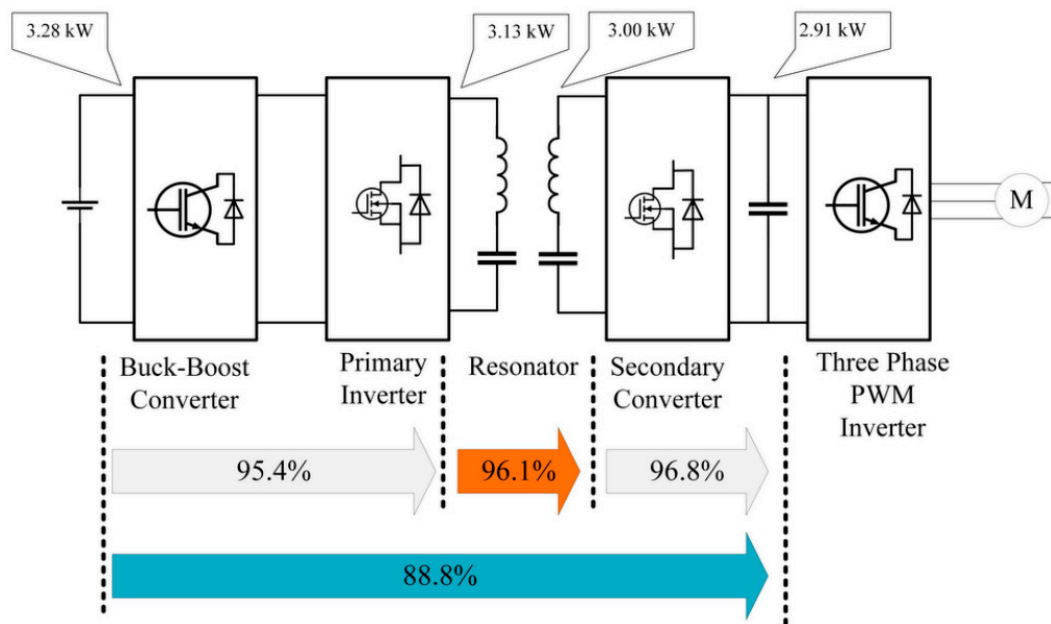 3.28 kW
3.13 kW
3.00 kW
2.91 kW
M
Buck-Boost
Converter
Primary
Inverter
Resonator
Secondary
Converter
Three Phase
PWM
Inverter
95.4%
96.1%
96.8%
88.8%